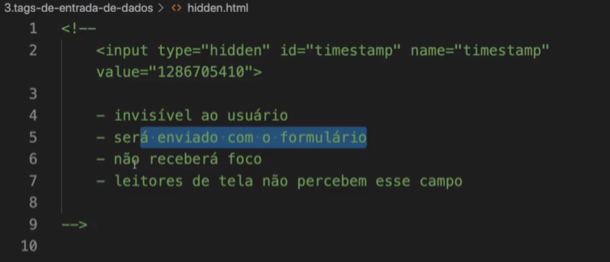 3.tags-de-entrada-de-dados > <> hidden.html
1 <!--
2 <input type="hidden" id="timestamp" name="timestamp"
value="1286705410">
3
4 - invisível ao usuário
5 - será enviado com o formulário
6 - não receberá foco
7 - leitores de tela não percebem esse campo
8
9 -->
10